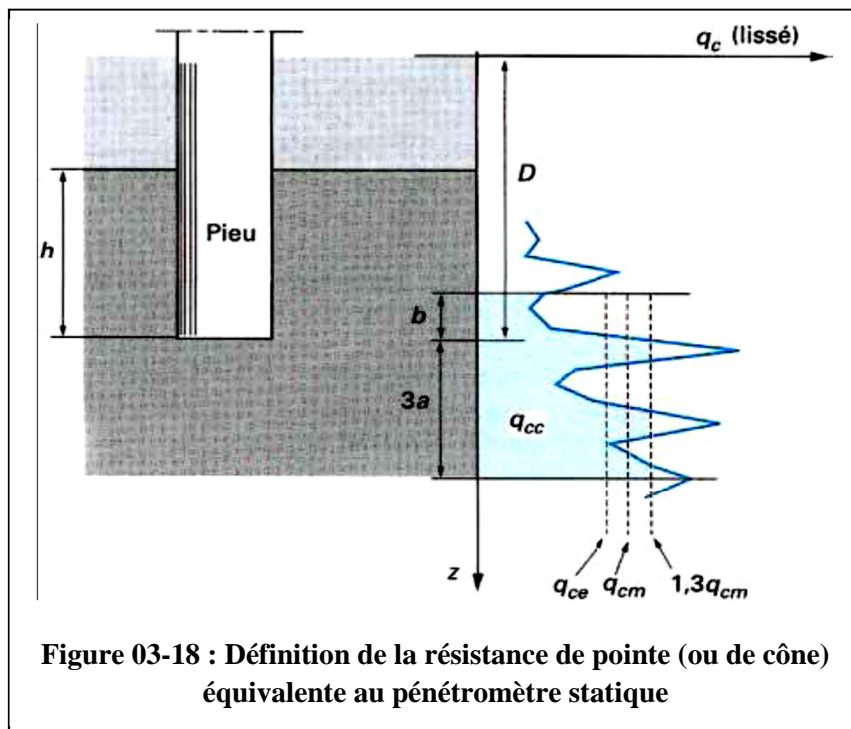 q_c (lissé)
D
Pieu
h
b
3a
q_cc
z
q_ce q_cm 1,3q_cm
Figure 03-18 : Définition de la résistance de pointe (ou de cône)
équivalente au pénétromètre statique